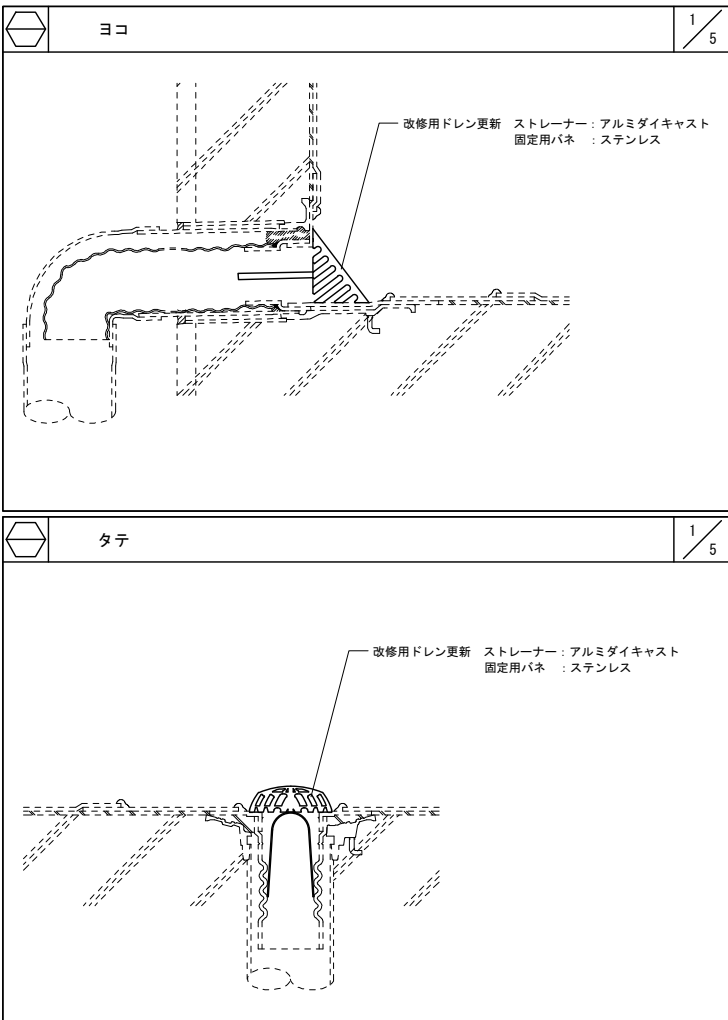 ヨコ
1/5
改修用ドレン更新 ストレーナー：アルミダイキャスト
固定用バネ ：ステンレス
タテ
1/5
改修用ドレン更新 ストレーナー：アルミダイキャスト
固定用バネ ：ステンレス